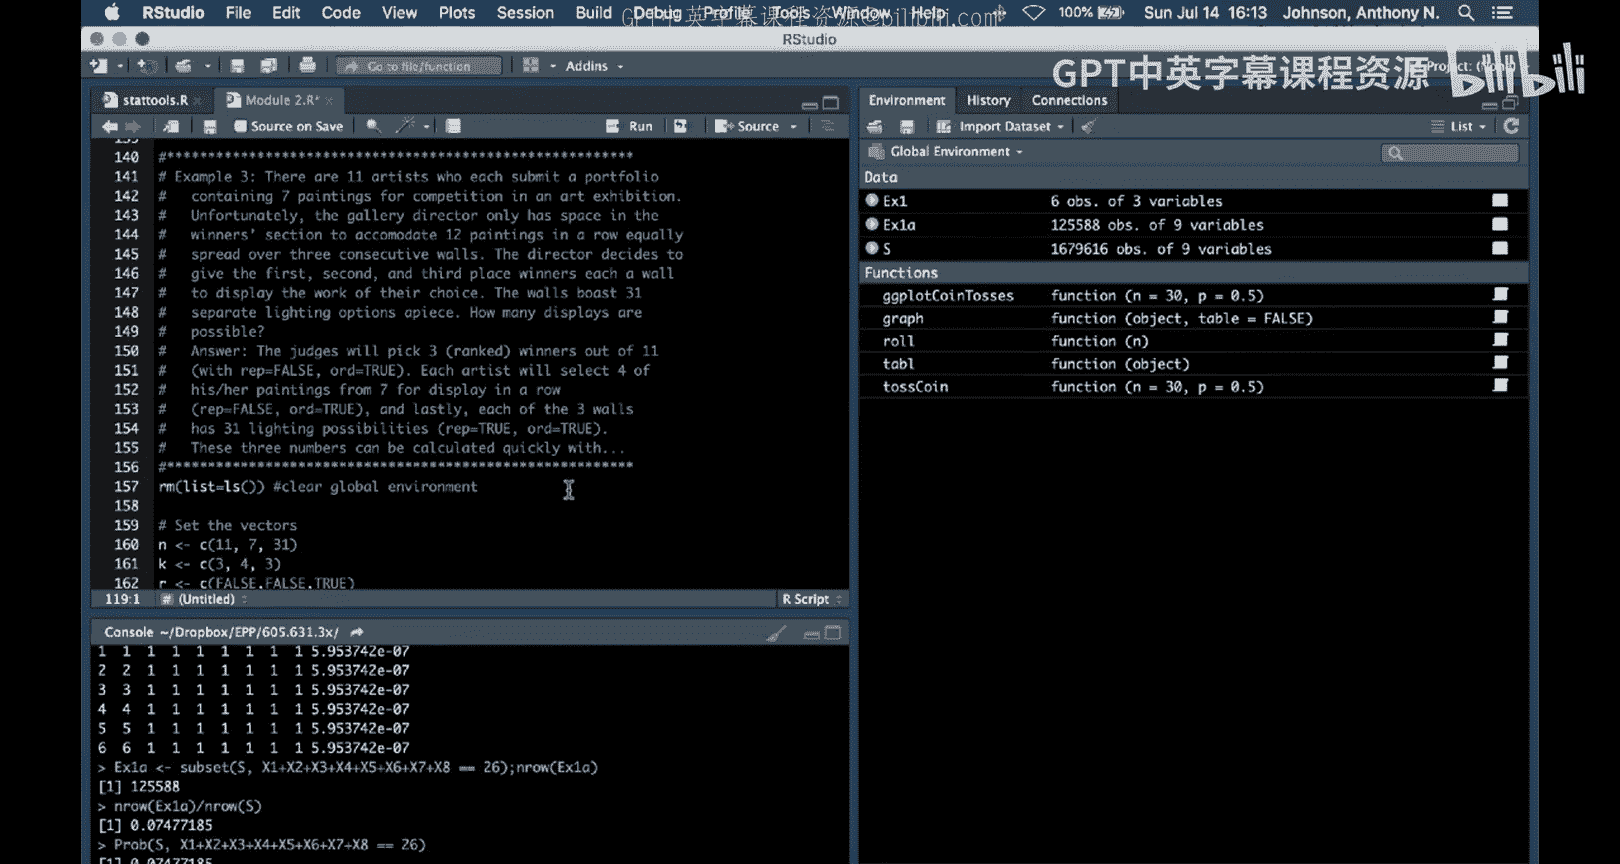 RStudio File Edit Code View Plots Session Build Debug Profile Tools Window Help 100% Sun Jul 14 16:13 Johnson, Anthony N.
GPT中英字幕课程资源@bilibili.com
RStudio
Go to file/function Addins Project: (None)
GPT中英字幕课程资源 bilibili
stattools.R Module 2.R*
Source on Save Run Source
140 #************************************************************
141 # Example 3: There are 11 artists who each submit a portfolio
142 # containing 7 paintings for competition in an art exhibition.
143 # Unfortunately, the gallery director only has space in the
144 # winners' section to accomodate 12 paintings in a row equally
145 # spread over three consecutive walls. The director decides to
146 # give the first, second, and third place winners each a wall
147 # to display the work of their choice. The walls boast 31
148 # separate lighting options apiece. How many displays are
149 # possible?
150 # Answer: The judges will pick 3 (ranked) winners out of 11
151 # (with rep=FALSE, ord=TRUE). Each artist will select 4 of
152 # his/her paintings from 7 for display in a row
153 # (rep=FALSE, ord=TRUE), and lastly, each of the 3 walls
154 # has 31 lighting possibilities (rep=TRUE, ord=TRUE).
155 # These three numbers can be calculated quickly with...
156 #************************************************************
157 rm(list=ls()) #clear global environment
158
159 # Set the vectors
160 n <- c(11, 7, 31)
161 k <- c(3, 4, 3)
162 r <- c(FALSE,FALSE,TRUE)
119:1 # (Untitled) R Script
Console ~/Dropbox/EPP/605.631.3x/
1 1 1 1 1 1 1 1 1 5.953742e-07
2 2 1 1 1 1 1 1 1 5.953742e-07
3 3 1 1 1 1 1 1 1 5.953742e-07
4 4 1 1 1 1 1 1 1 5.953742e-07
5 5 1 1 1 1 1 1 1 5.953742e-07
6 6 1 1 1 1 1 1 1 5.953742e-07
> Ex1a <- subset(S, X1+X2+X3+X4+X5+X6+X7+X8 == 26);nrow(Ex1a)
[1] 125588
> nrow(Ex1a)/nrow(S)
[1] 0.07477185
> Prob(S, X1+X2+X3+X4+X5+X6+X7+X8 == 26)
[1] 0.07477185
Environment History Connections
Import Dataset List
Global Environment
Data
Ex1 6 obs. of 3 variables
Ex1a 125588 obs. of 9 variables
S 1679616 obs. of 9 variables
Functions
ggplotCoinTosses function (n = 30, p = 0.5)
graph function (object, table = FALSE)
roll function (n)
tabl function (object)
tossCoin function (n = 30, p = 0.5)